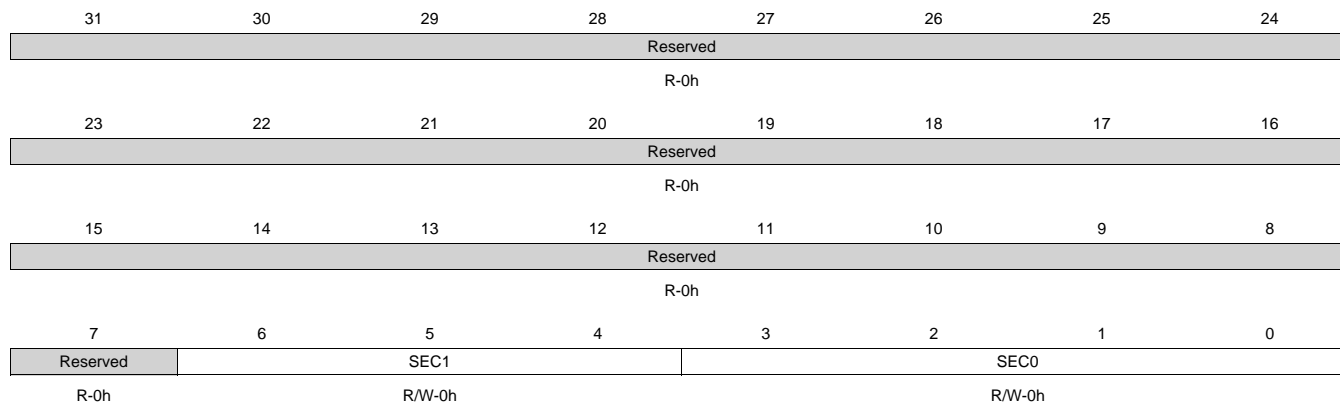 31 30 29 28 27 26 25 24
Reserved
R-0h
23 22 21 20 19 18 17 16
Reserved
R-0h
15 14 13 12 11 10 9 8
Reserved
R-0h
7 6 5 4 3 2 1 0
Reserved SEC1 SEC0
R-0h R/W-0h R/W-0h